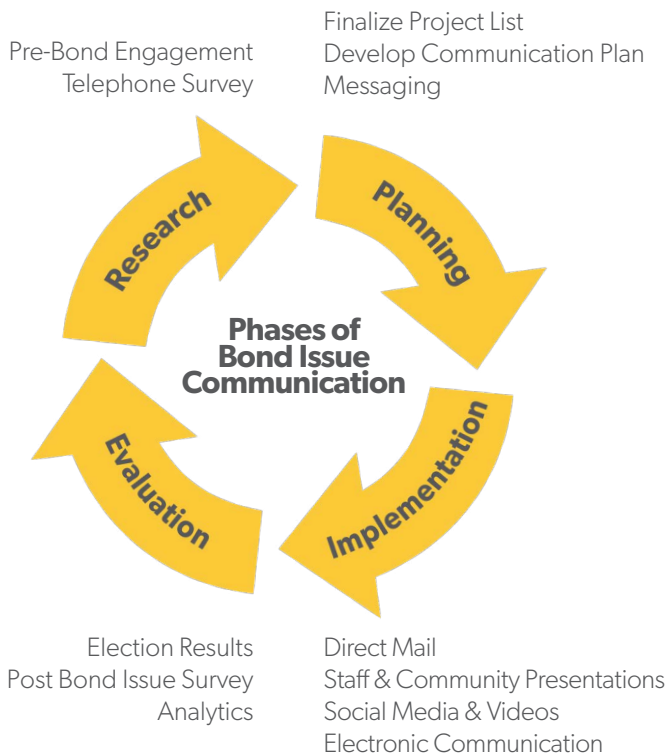 Pre-Bond Engagement
Telephone Survey
Finalize Project List
Develop Communication Plan
Messaging
Research
Planning
Phases of
Bond Issue
Communication
Evaluation
Implementation
Election Results
Post Bond Issue Survey
Analytics
Direct Mail
Staff & Community Presentations
Social Media & Videos
Electronic Communication